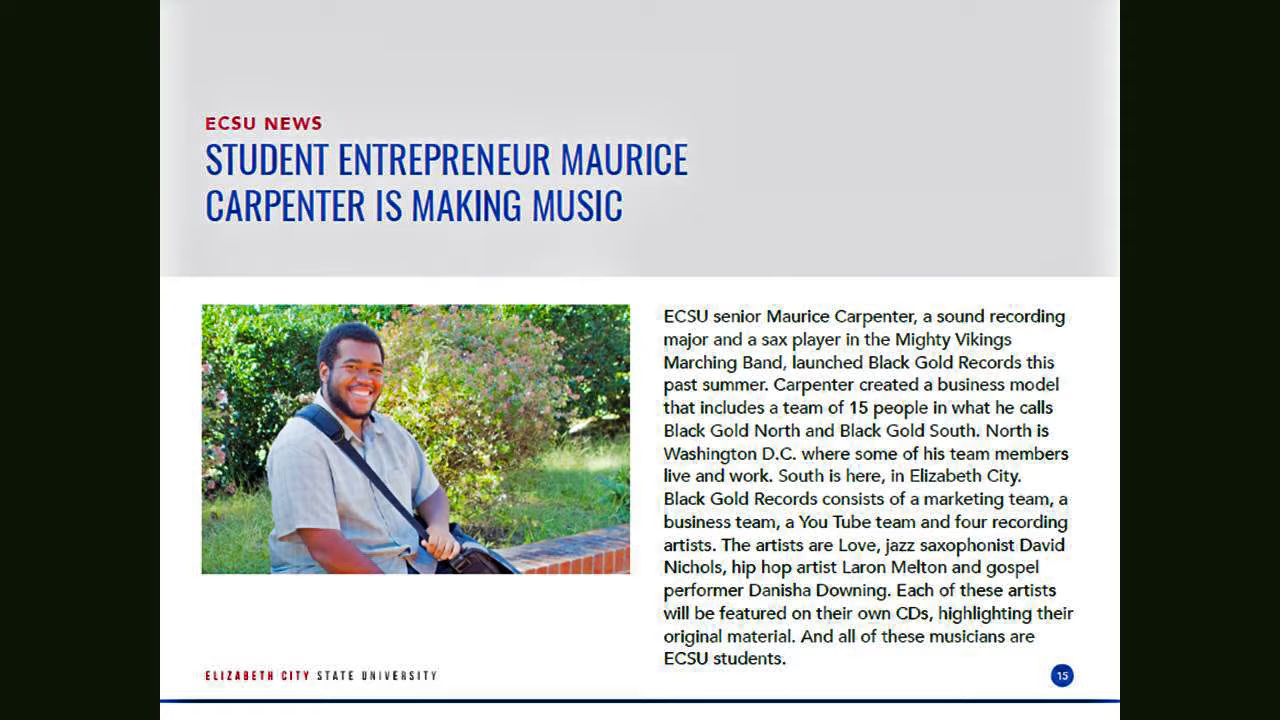 ECSU NEWS
STUDENT ENTREPRENEUR MAURICE
CARPENTER IS MAKING MUSIC
ECSU senior Maurice Carpenter, a sound recording
major and a sax player in the Mighty Vikings
Marching Band, launched Black Gold Records this
past summer. Carpenter created a business model
that includes a team of 15 people in what he calls
Black Gold North and Black Gold South. North is
Washington D.C. where some of his team members
live and work. South is here, in Elizabeth City.
Black Gold Records consists of a marketing team, a
business team, a You Tube team and four recording
artists. The artists are Love, jazz saxophonist David
Nichols, hip hop artist Laron Melton and gospel
performer Danisha Downing. Each of these artists
will be featured on their own CDs, highlighting their
original material. And all of these musicians are
ECSU students.
ELIZABETH CITY STATE UNIVERSITY
15